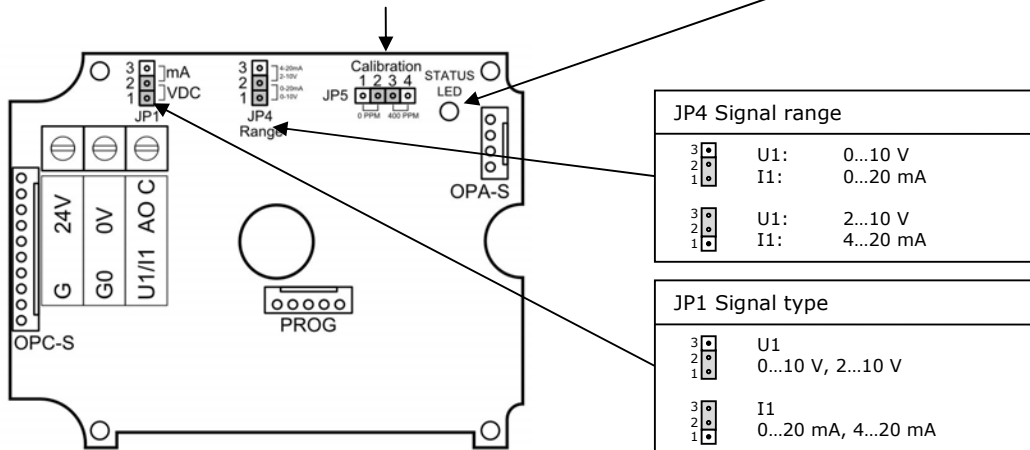 Calibration
1 2 3 4
JP5
0 PPM 400 PPM
STATUS
LED
3
2
1
mA
VDC
JP1
3
2
1
4-20mA
2-10V
0-20mA
0-10V
JP4
Range
OPA-S
G 24V
G0 0V
U1/I1 AO C
OPC-S
PROG
JP4 Signal range
3
2
1
U1: 0...10 V
I1: 0...20 mA
3
2
1
U1: 2...10 V
I1: 4...20 mA
JP1 Signal type
3
2
1
U1
0...10 V, 2...10 V
3
2
1
I1
0...20 mA, 4...20 mA